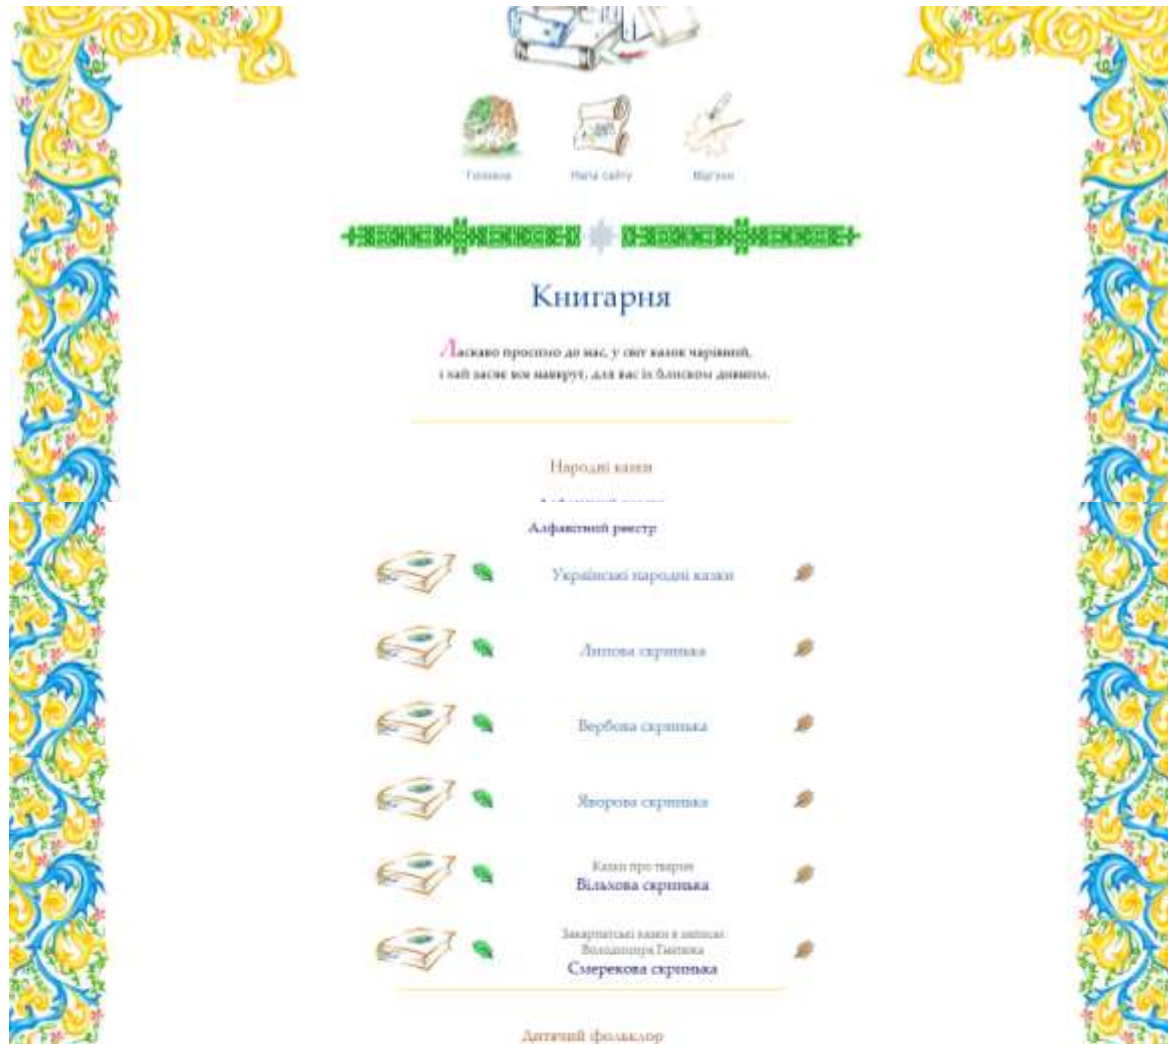 Головна
Мапа сайту
Відгуки
Книгарня
Ласкаво просимо до нас, у світ казок чарівний,
і хай засяє все навкруг, для вас із блиском дивним.
Народні казки
Алфавітний реєстр
Українські народні казки
Липова скринька
Вербова скринька
Яворова скринька
Казки про тварин
Вільхова скринька
Закарпатські казки в записах
Володимира Гнатюка
Смерекова скринька
Дитячий фольклор